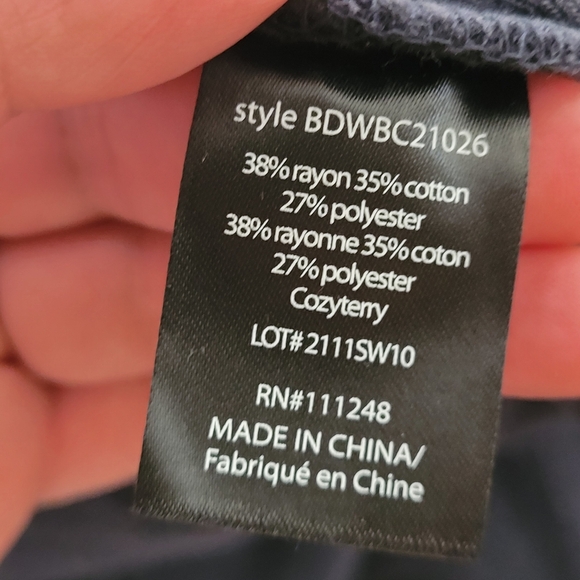 style BDWBC21026
38% rayon 35% cotton
27% polyester
38% rayonne 35% coton
27% polyester
Cozyterry
LOT# 2111SW10
RN#111248
MADE IN CHINA/
Fabriqué en Chine